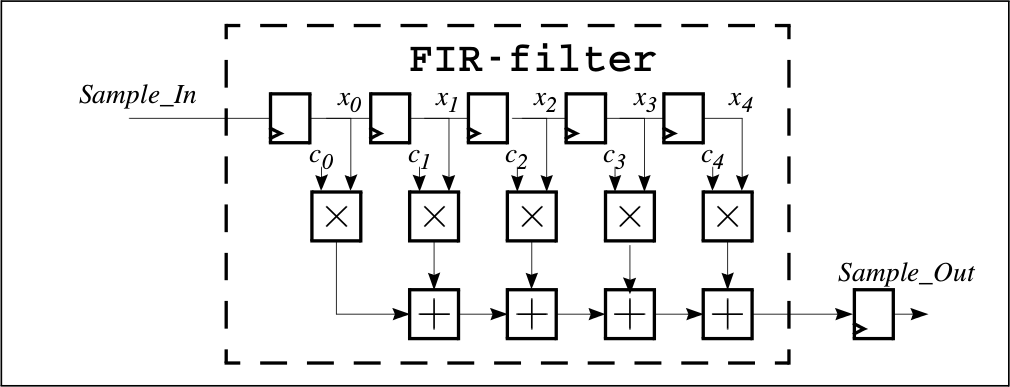 FIR-filter
Sample_In
x0 x1 x2 x3 x4
c0 c1 c2 c3 c4
Sample_Out